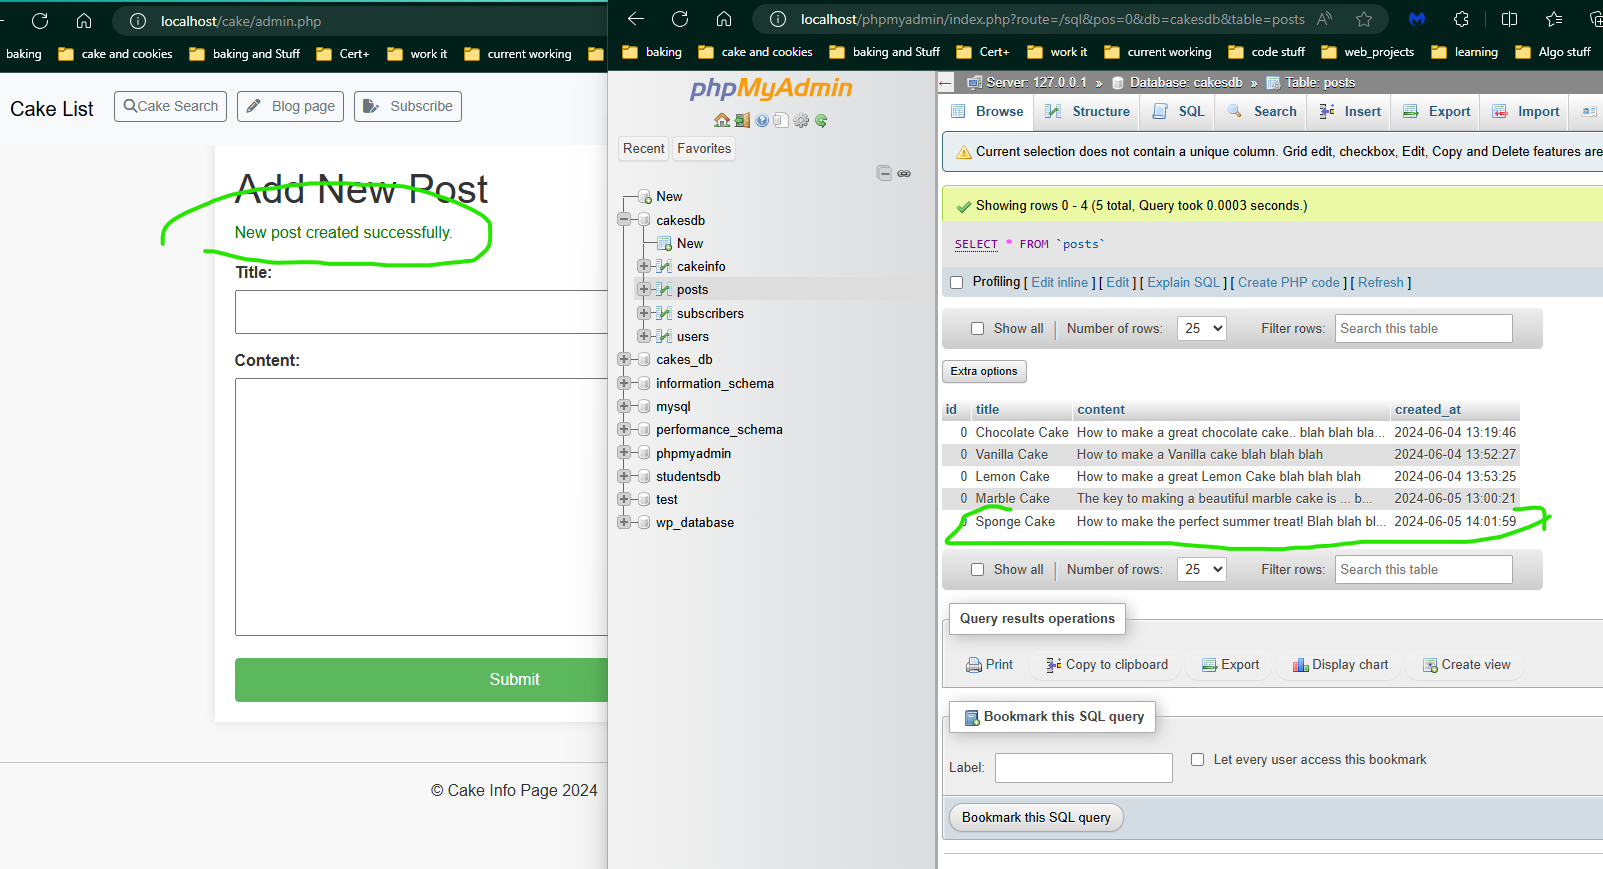 localhost/cake/admin.php
baking
cake and cookies
baking and Stuff
Cert+
work it
current working
Cake List
Cake Search
Blog page
Subscribe
Add New Post
New post created successfully.
Title:
Content:
Submit
© Cake Info Page 2024
localhost/phpmyadmin/index.php?route=/sql&pos=0&db=cakesdb&table=posts
baking
cake and cookies
baking and Stuff
Cert+
work it
current working
code stuff
web_projects
learning
Algo stuff
phpMyAdmin
Recent
Favorites
New
cakesdb
New
cakeinfo
posts
subscribers
users
cakes_db
information_schema
mysql
performance_schema
phpmyadmin
studentsdb
test
wp_database
Server: 127.0.0.1 » Database: cakesdb » Table: posts
Browse
Structure
SQL
Search
Insert
Export
Import
Current selection does not contain a unique column. Grid edit, checkbox, Edit, Copy and Delete features are
Showing rows 0 - 4 (5 total, Query took 0.0003 seconds.)
SELECT * FROM `posts`
Profiling [ Edit inline ] [ Edit ] [ Explain SQL ] [ Create PHP code ] [ Refresh ]
Show all | Number of rows: 25 Filter rows: Search this table
Extra options
id title content created_at
0 Chocolate Cake How to make a great chocolate cake.. blah blah bla... 2024-06-04 13:19:46
0 Vanilla Cake How to make a Vanilla cake blah blah blah 2024-06-04 13:52:27
0 Lemon Cake How to make a great Lemon Cake blah blah blah 2024-06-04 13:53:25
0 Marble Cake The key to making a beautiful marble cake is ... b... 2024-06-05 13:00:21
0 Sponge Cake How to make the perfect summer treat! Blah blah bl... 2024-06-05 14:01:59
Show all | Number of rows: 25 Filter rows: Search this table
Query results operations
Print
Copy to clipboard
Export
Display chart
Create view
Bookmark this SQL query
Label:
Let every user access this bookmark
Bookmark this SQL query